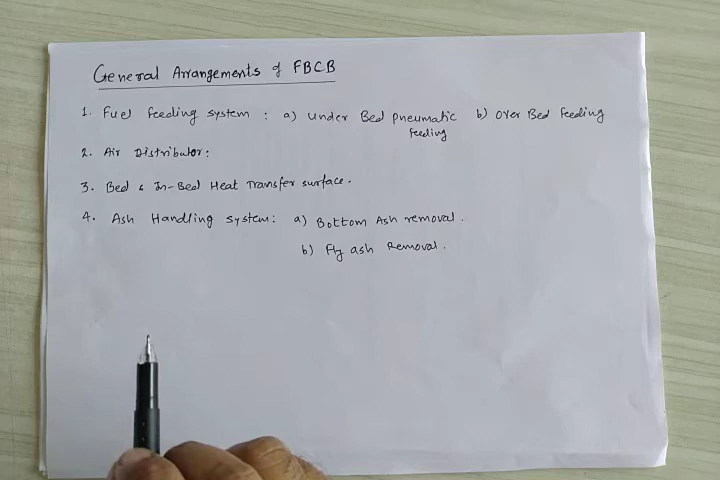 General Arrangements of FBCB
1. Fuel feeding system : a) Under Bed pneumatic feeding b) Over Bed feeding
2. Air Distributor:
3. Bed & In-Bed Heat Transfer surface.
4. Ash Handling system: a) Bottom Ash removal.
b) Fly ash Removal.